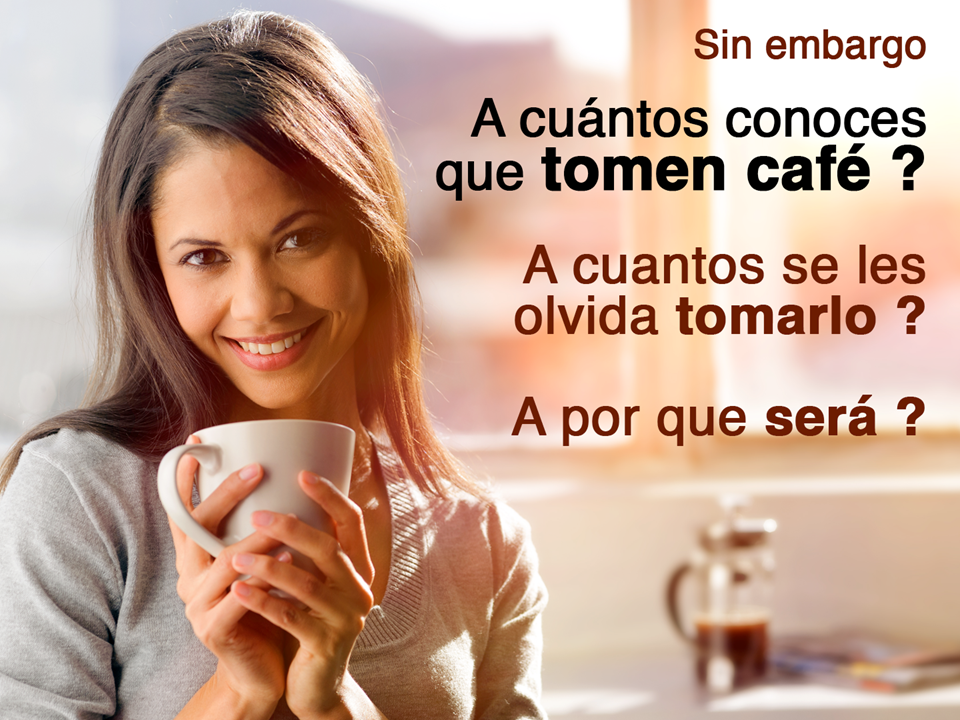 Sin embargo
A cuántos conoces
que tomen café ?
A cuantos se les
olvida tomarlo ?
A por que será ?